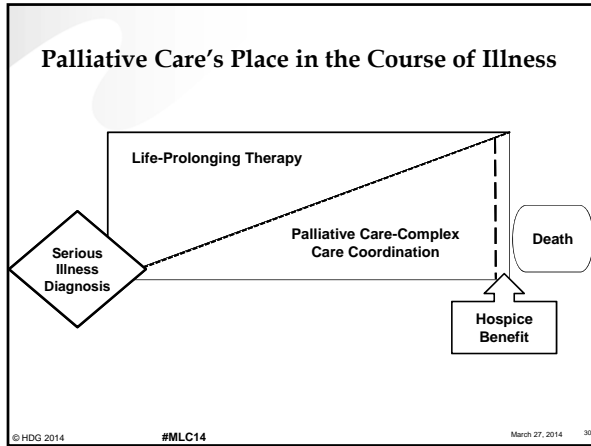 Palliative Care's Place in the Course of Illness
Life-Prolonging Therapy
Palliative Care-Complex
Care Coordination
Serious
Illness
Diagnosis
Death
Hospice
Benefit
© HDG 2014
#MLC14
March 27, 2014
30